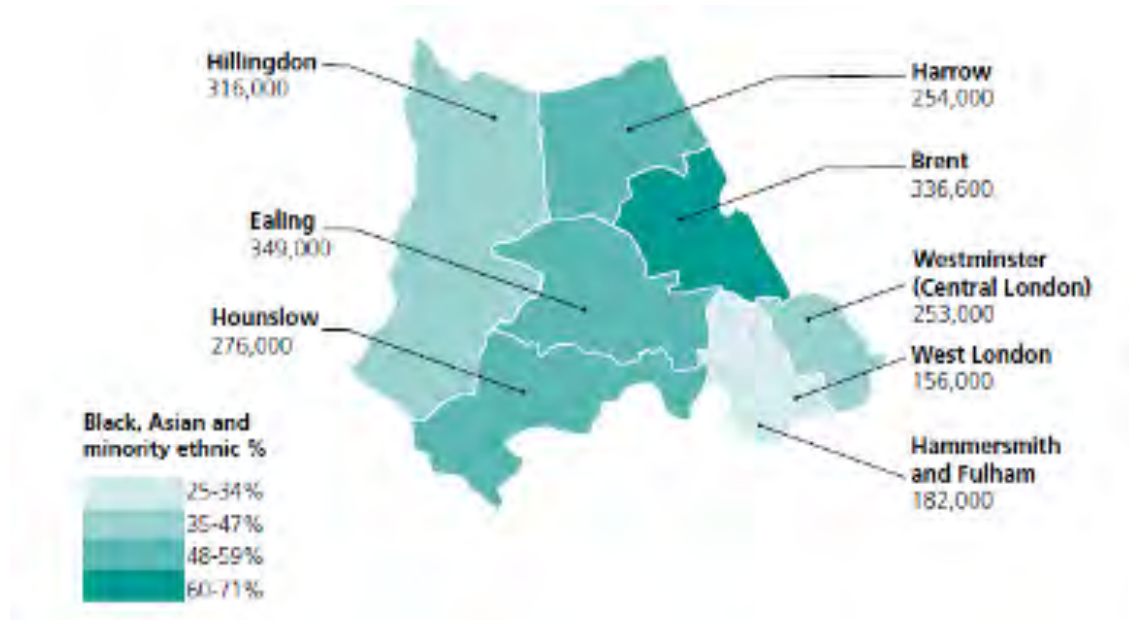 Hillingdon
316,000
Ealing
349,000
Hounslow
276,000
Harrow
254,000
Brent
336,600
Westminster
(Central London)
253,000
West London
156,000
Hammersmith
and Fulham
182,000
Black, Asian and
minority ethnic %
25-34%
35-47%
48-59%
60-71%